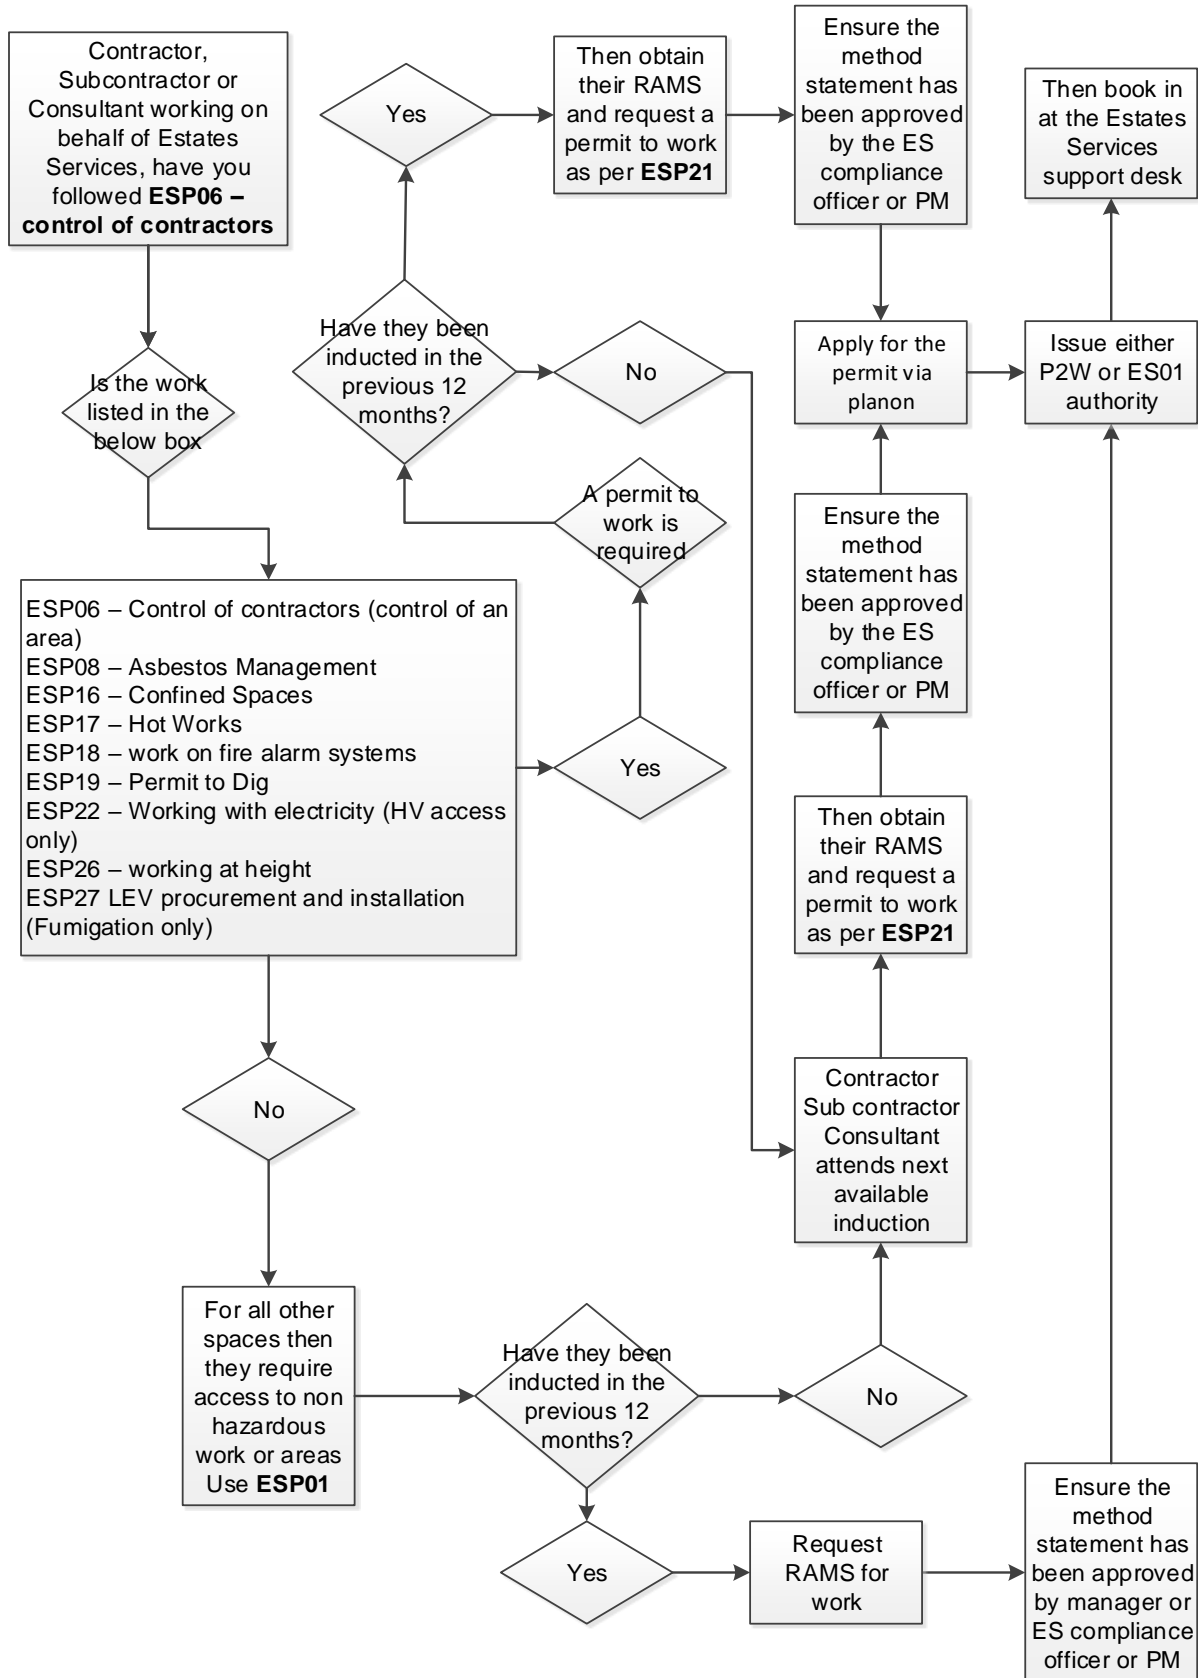 Contractor,
Subcontractor or
Consultant working on
behalf of Estates
Services, have you
followed ESP06 –
control of contractors
Is the work
listed in the
below box
ESP06 – Control of contractors (control of an
area)
ESP08 – Asbestos Management
ESP16 – Confined Spaces
ESP17 – Hot Works
ESP18 – work on fire alarm systems
ESP19 – Permit to Dig
ESP22 – Working with electricity (HV access
only)
ESP26 – working at height
ESP27 LEV procurement and installation
(Fumigation only)
Yes
A permit to
work is
required
Have they been
inducted in the
previous 12
months?
Yes
Then obtain
their RAMS
and request a
permit to work
as per ESP21
Ensure the
method
statement has
been approved
by the ES
compliance
officer or PM
Apply for the
permit via
planon
Issue either
P2W or ES01
authority
Then book in
at the Estates
Services
support desk
No
Contractor
Sub contractor
Consultant
attends next
available
induction
Then obtain
their RAMS
and request a
permit to work
as per ESP21
Ensure the
method
statement has
been approved
by the ES
compliance
officer or PM
No
For all other
spaces then
they require
access to non
hazardous
work or areas
Use ESP01
Have they been
inducted in the
previous 12
months?
No
Yes
Request
RAMS for
work
Ensure the
method
statement has
been approved
by manager or
ES compliance
officer or PM